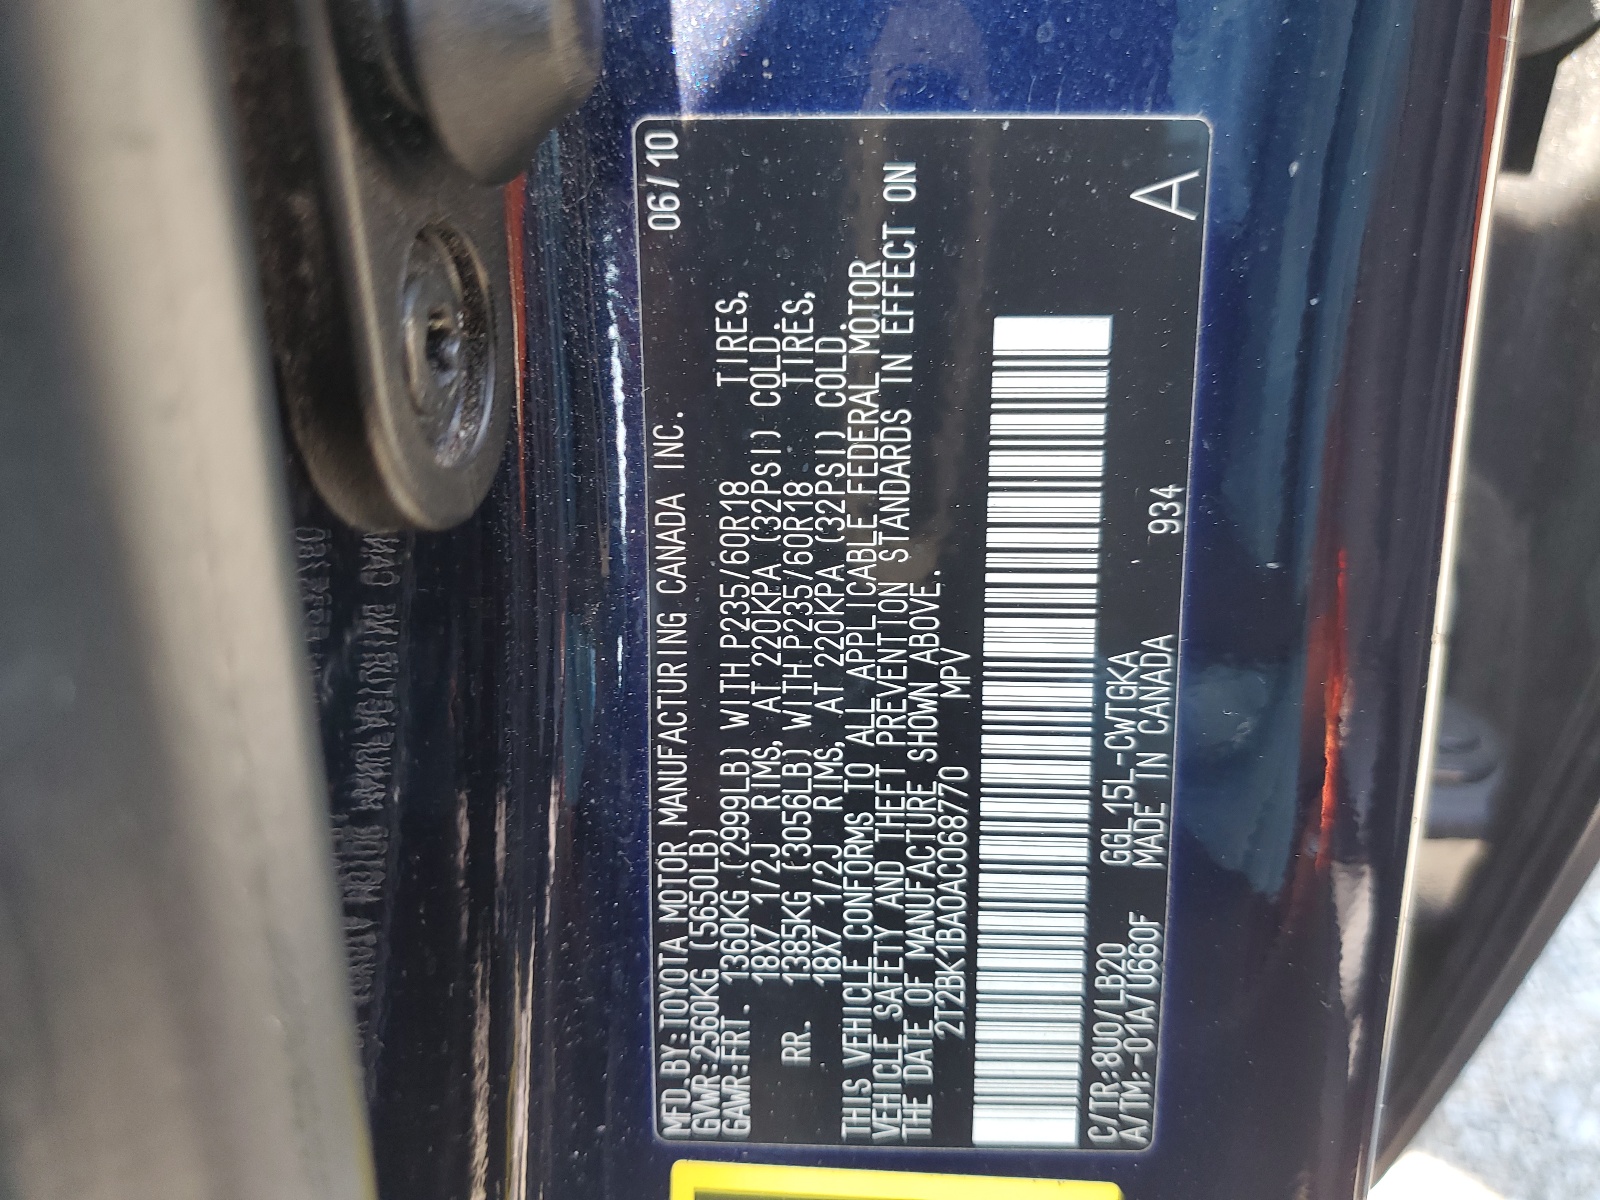 MFD.BY:TOYOTA MOTOR MANUFACTURING CANADA INC. 06/10
GVWR:2560KG (5650LB)
GAWR:FRT. 1360KG (2999LB) WITH P235/60R18 TIRES,
18X7 1/2J RIMS, AT 220KPA (32PSI) COLD.
RR. 1385KG (3056LB) WITH P235/60R18 TIRES,
18X7 1/2J RIMS, AT 220KPA (32PSI) COLD.
THIS VEHICLE CONFORMS TO ALL APPLICABLE FEDERAL MOTOR
VEHICLE SAFETY AND THEFT PREVENTION STANDARDS IN EFFECT ON
THE DATE OF MANUFACTURE SHOWN ABOVE.
2T2BK1BA0AC068770 MPV
C/TR:8U0/LB20 GGL15L-CWTGKA
A/TM:-01A/U660F MADE IN CANADA 934 A